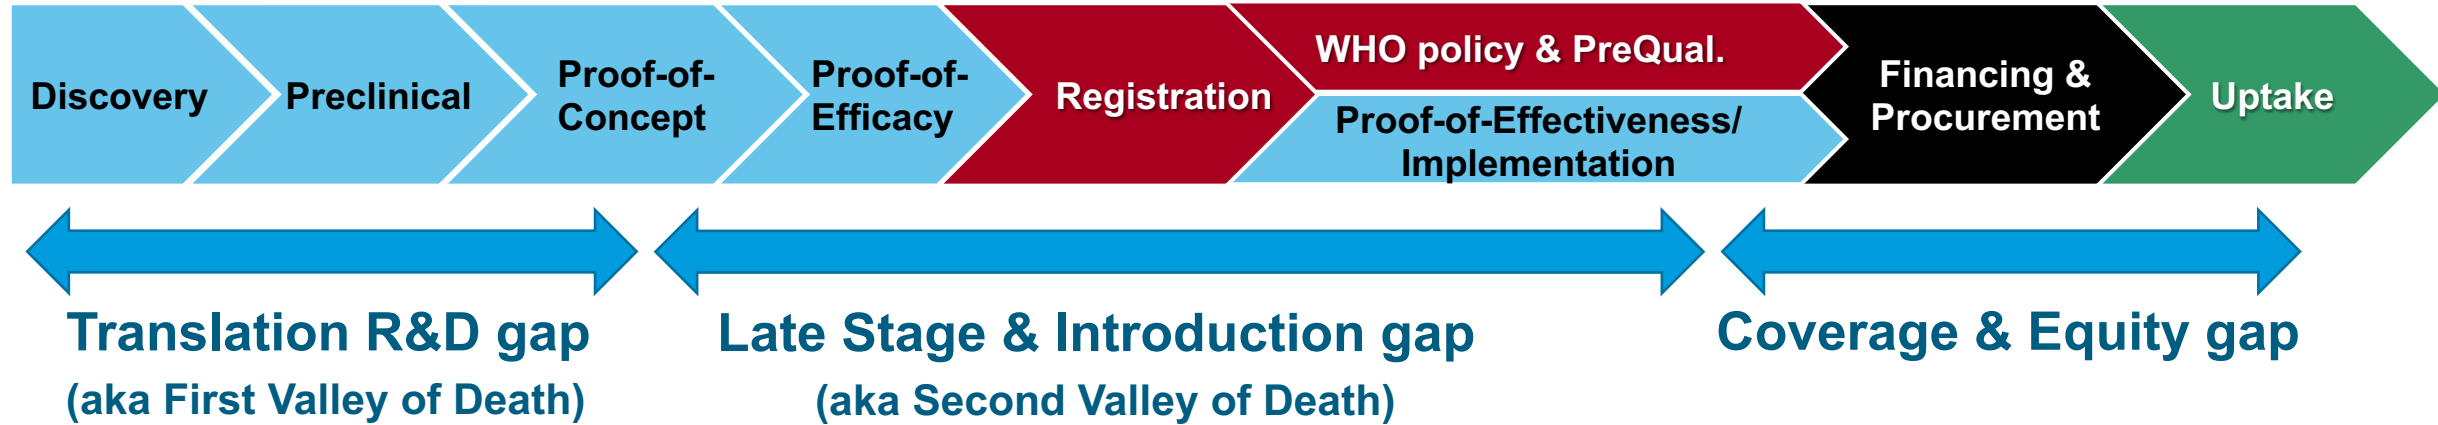 Discovery
Preclinical
Proof-of-
Concept
Proof-of-
Efficacy
Registration
WHO policy & PreQual.
Proof-of-Effectiveness/
Implementation
Financing &
Procurement
Uptake
Translation R&D gap
(aka First Valley of Death)
Late Stage & Introduction gap
(aka Second Valley of Death)
Coverage & Equity gap